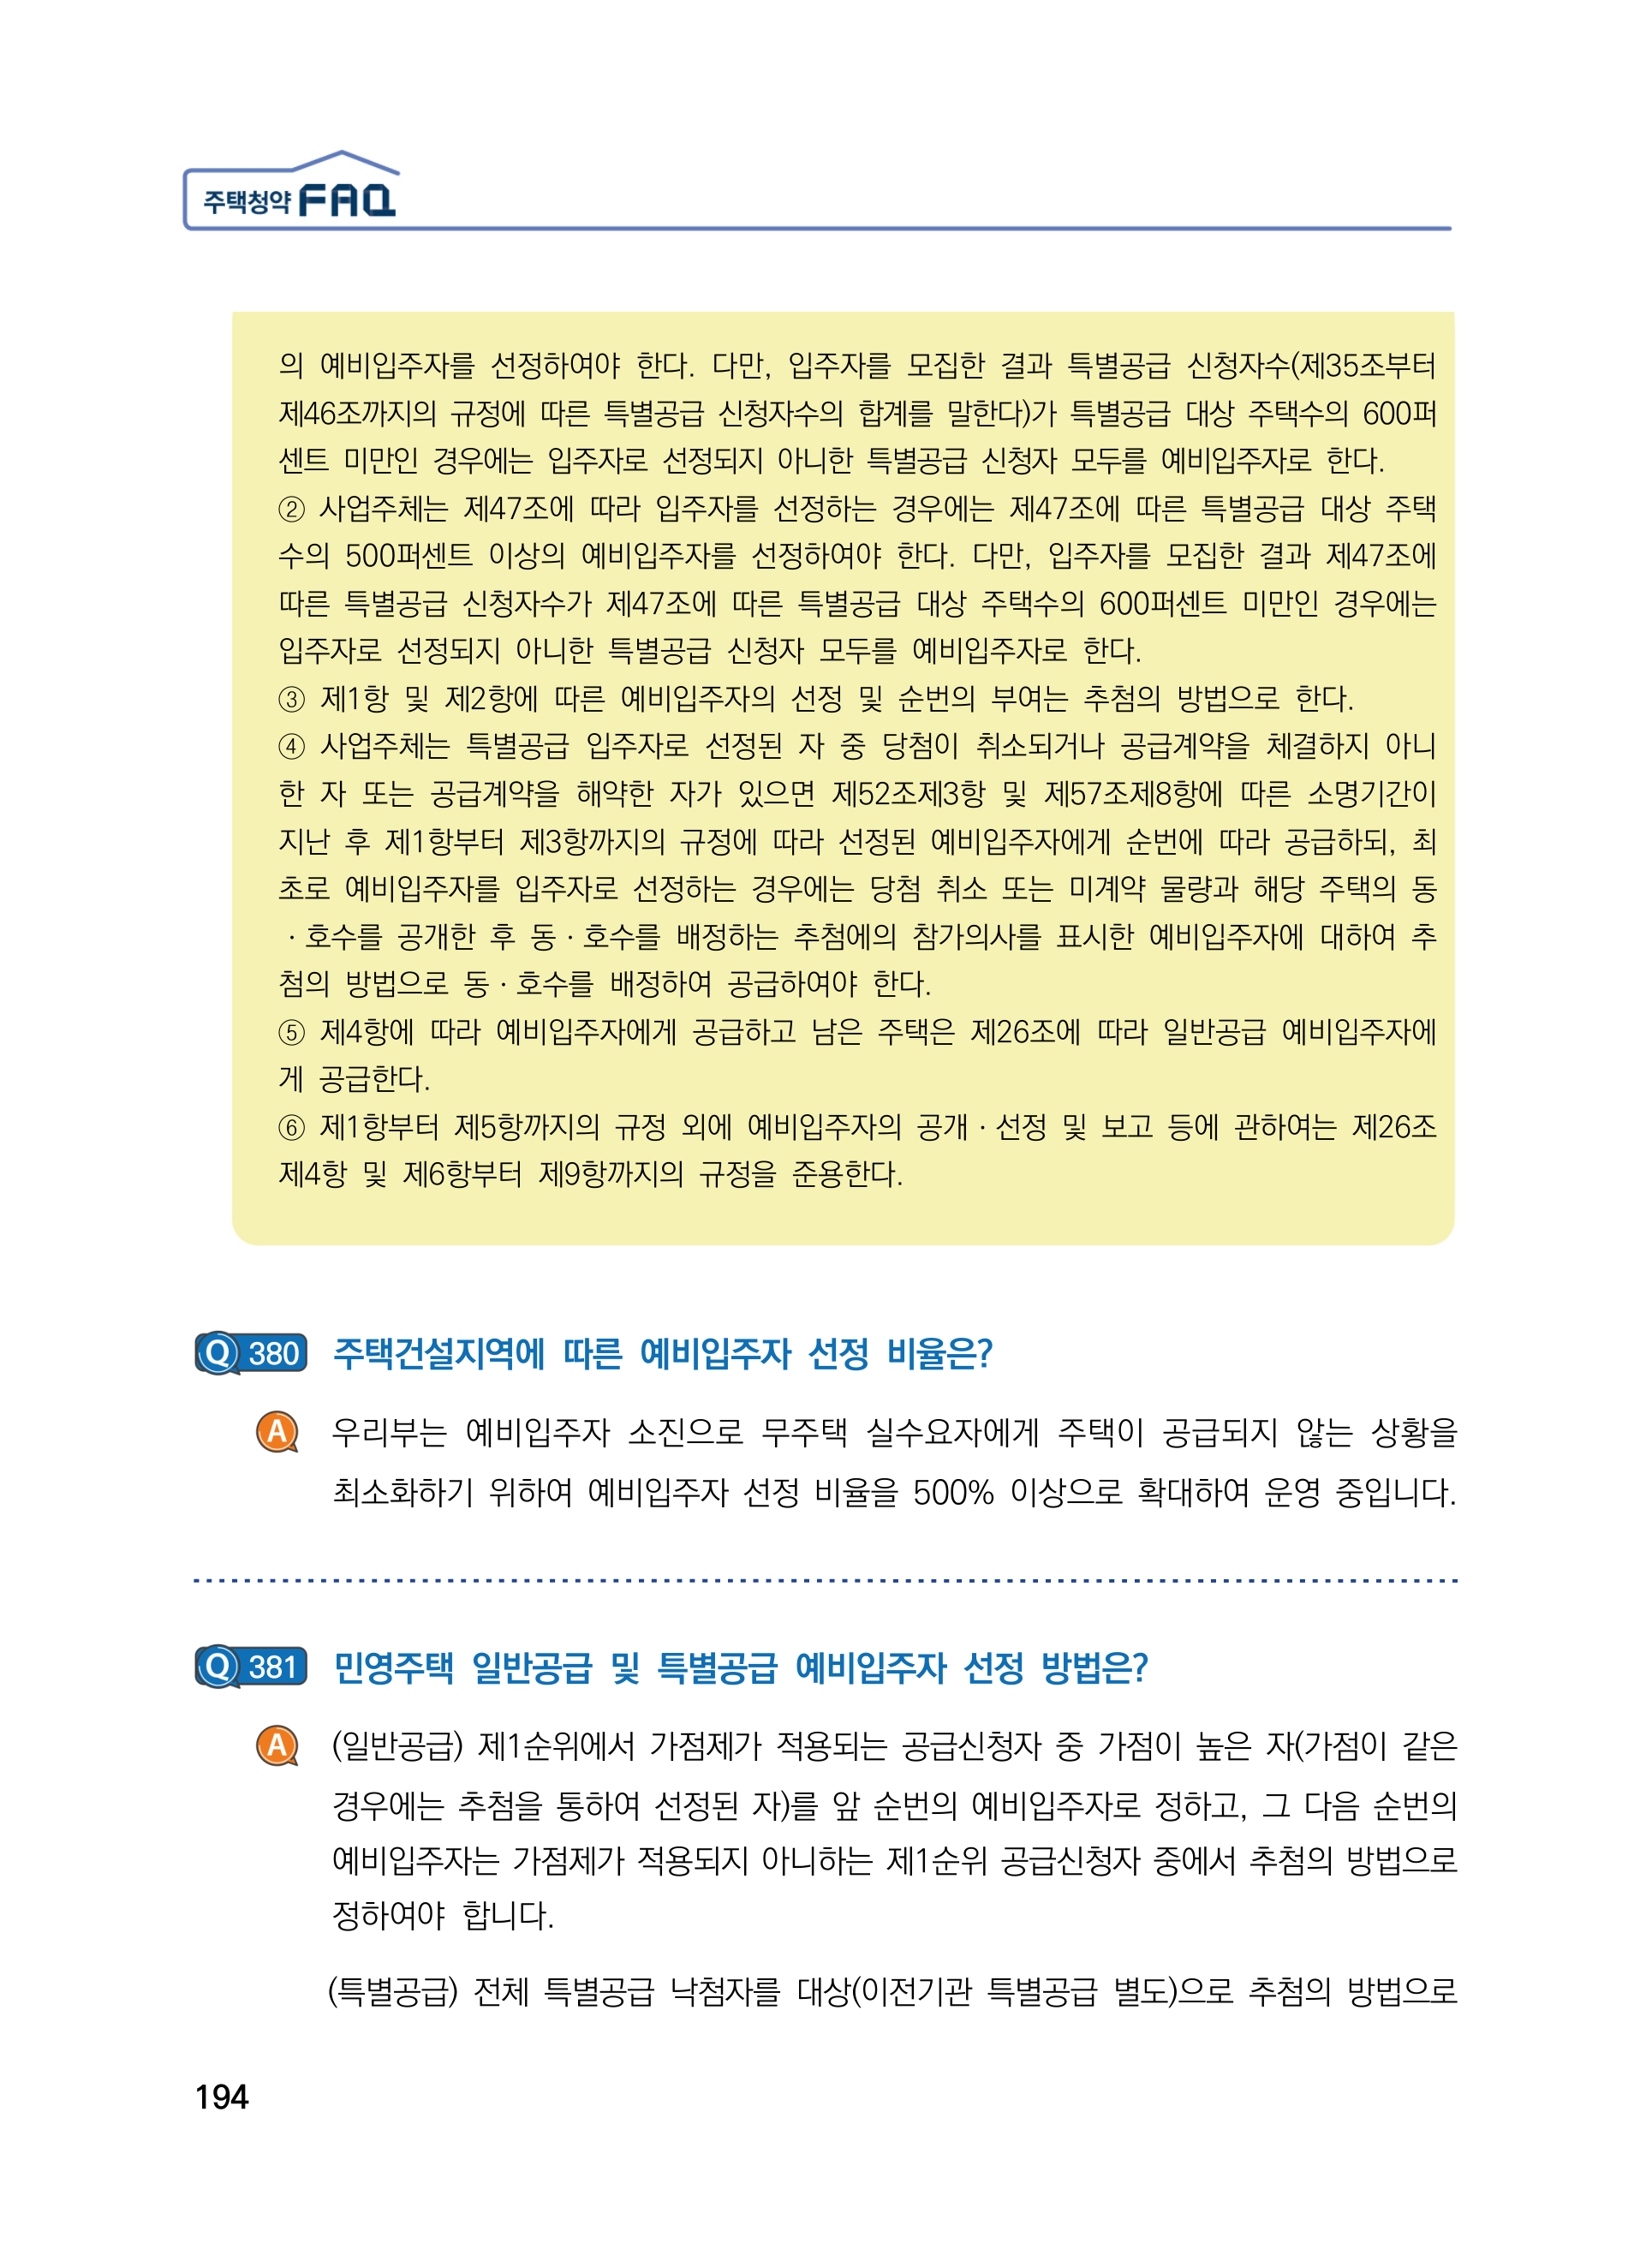 주택청약 FAQ
의 예비입주자를 선정하여야 한다. 다만, 입주자를 모집한 결과 특별공급 신청자수(제35조부터
제46조까지의 규정에 따른 특별공급 신청자수의 합계를 말한다)가 특별공급 대상 주택수의 600퍼
센트 미만인 경우에는 입주자로 선정되지 아니한 특별공급 신청자 모두를 예비입주자로 한다.
② 사업주체는 제47조에 따라 입주자를 선정하는 경우에는 제47조에 따른 특별공급 대상 주택
수의 500퍼센트 이상의 예비입주자를 선정하여야 한다. 다만, 입주자를 모집한 결과 제47조에
따른 특별공급 신청자수가 제47조에 따른 특별공급 대상 주택수의 600퍼센트 미만인 경우에는
입주자로 선정되지 아니한 특별공급 신청자 모두를 예비입주자로 한다.
③ 제1항 및 제2항에 따른 예비입주자의 선정 및 순번의 부여는 추첨의 방법으로 한다.
④ 사업주체는 특별공급 입주자로 선정된 자 중 당첨이 취소되거나 공급계약을 체결하지 아니
한 자 또는 공급계약을 해약한 자가 있으면 제52조제3항 및 제57조제8항에 따른 소명기간이
지난 후 제1항부터 제3항까지의 규정에 따라 선정된 예비입주자에게 순번에 따라 공급하되, 최
초로 예비입주자를 입주자로 선정하는 경우에는 당첨 취소 또는 미계약 물량과 해당 주택의 동
·호수를 공개한 후 동·호수를 배정하는 추첨에의 참가의사를 표시한 예비입주자에 대하여 추
첨의 방법으로 동·호수를 배정하여 공급하여야 한다.
⑤ 제4항에 따라 예비입주자에게 공급하고 남은 주택은 제26조에 따라 일반공급 예비입주자에
게 공급한다.
⑥ 제1항부터 제5항까지의 규정 외에 예비입주자의 공개·선정 및 보고 등에 관하여는 제26조
제4항 및 제6항부터 제9항까지의 규정을 준용한다.
Q 380 주택건설지역에 따른 예비입주자 선정 비율은?
A 우리부는 예비입주자 소진으로 무주택 실수요자에게 주택이 공급되지 않는 상황을
최소화하기 위하여 예비입주자 선정 비율을 500% 이상으로 확대하여 운영 중입니다.
Q 381 민영주택 일반공급 및 특별공급 예비입주자 선정 방법은?
A (일반공급) 제1순위에서 가점제가 적용되는 공급신청자 중 가점이 높은 자(가점이 같은
경우에는 추첨을 통하여 선정된 자)를 앞 순번의 예비입주자로 정하고, 그 다음 순번의
예비입주자는 가점제가 적용되지 아니하는 제1순위 공급신청자 중에서 추첨의 방법으로
정하여야 합니다.
(특별공급) 전체 특별공급 낙첨자를 대상(이전기관 특별공급 별도)으로 추첨의 방법으로
194